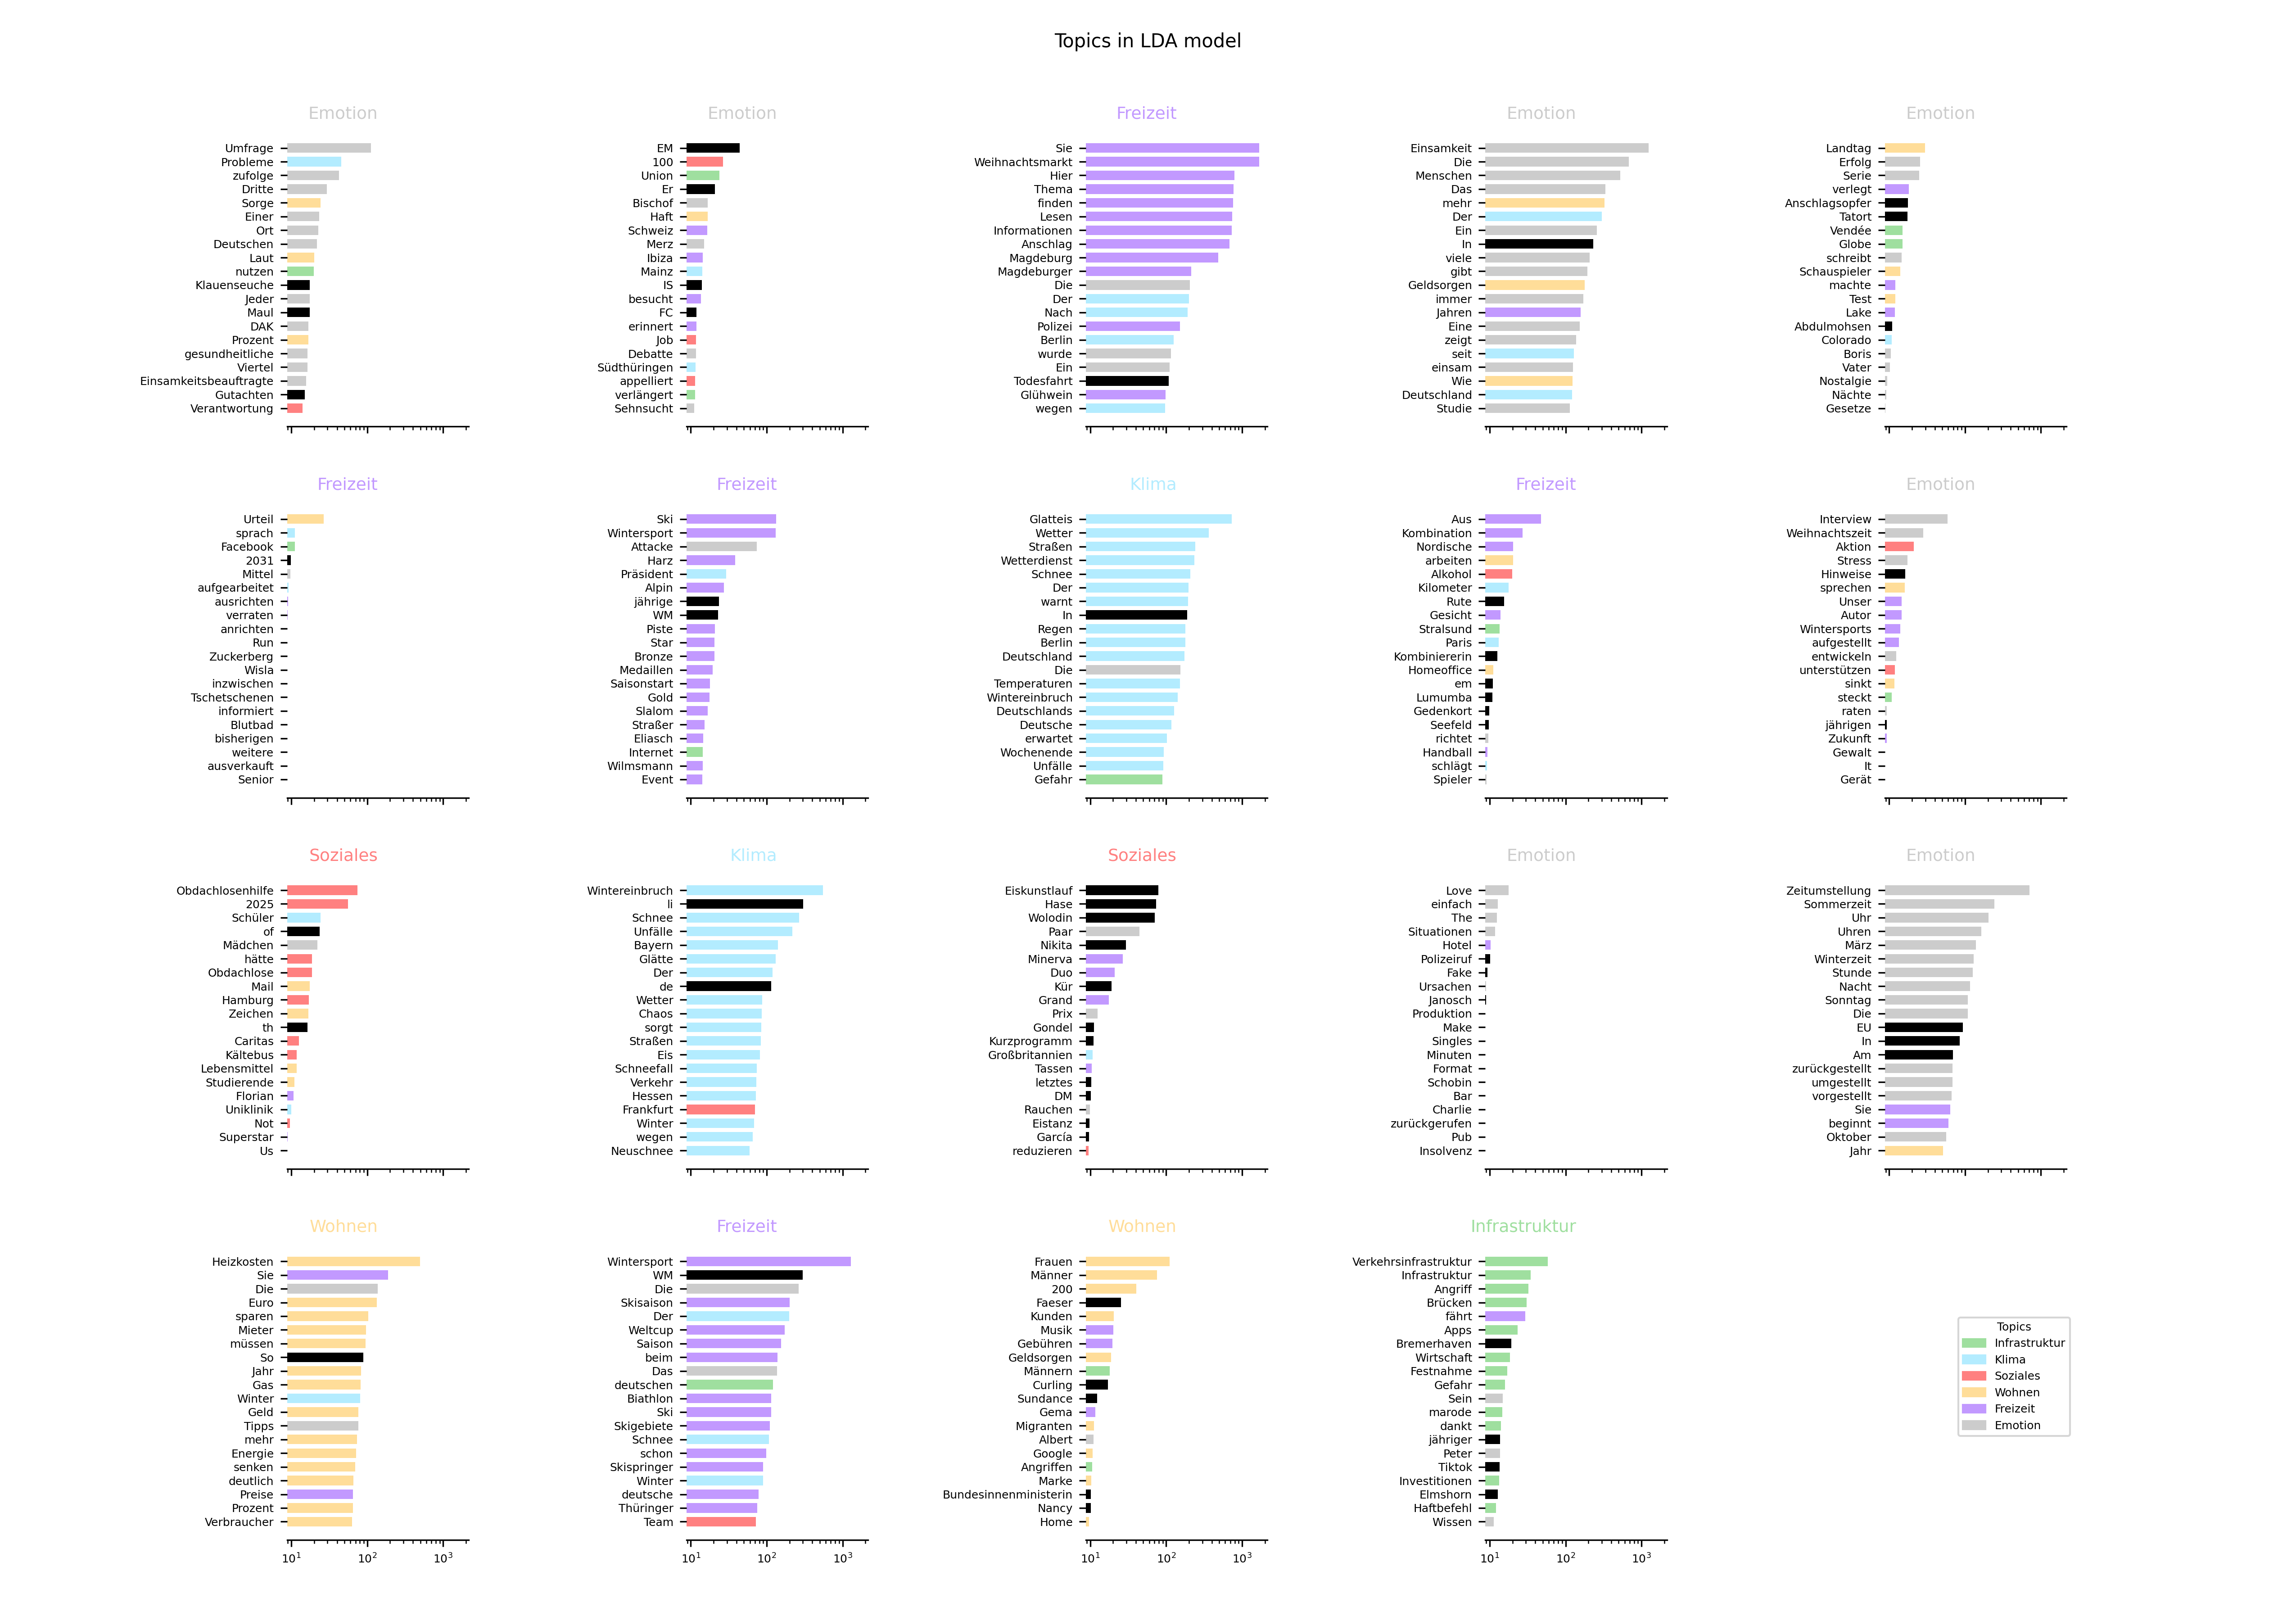 Topics in LDA model
Emotion
Umfrage
Probleme
zufolge
Dritte
Sorge
Einer
Ort
Deutschen
Laut
nutzen
Klauenseuche
Jeder
Maul
DAK
Prozent
gesundheitliche
Viertel
Einsamkeitsbeauftragte
Gutachten
Verantwortung
Emotion
EM
100
Union
Er
Bischof
Haft
Schweiz
Merz
Ibiza
Mainz
IS
besucht
FC
erinnert
Job
Debatte
Südthüringen
appelliert
verlängert
Sehnsucht
Freizeit
Sie
Weihnachtsmarkt
Hier
Thema
finden
Lesen
Informationen
Anschlag
Magdeburg
Magdeburger
Die
Der
Nach
Polizei
Berlin
wurde
Ein
Todesfahrt
Glühwein
wegen
Emotion
Einsamkeit
Die
Menschen
Das
mehr
Der
Ein
In
viele
gibt
Geldsorgen
immer
Jahren
Eine
zeigt
seit
einsam
Wie
Deutschland
Studie
Emotion
Landtag
Erfolg
Serie
verlegt
Anschlagsopfer
Tatort
Vendée
Globe
schreibt
Schauspieler
machte
Test
Lake
Abdulmohsen
Colorado
Boris
Vater
Nostalgie
Nächte
Gesetze
Freizeit
Urteil
sprach
Facebook
2031
Mittel
aufgearbeitet
ausrichten
verraten
anrichten
Run
Zuckerberg
Wisla
inzwischen
Tschetschenen
informiert
Blutbad
bisherigen
weitere
ausverkauft
Senior
Freizeit
Ski
Wintersport
Attacke
Harz
Präsident
Alpin
jährige
WM
Piste
Star
Bronze
Medaillen
Saisonstart
Gold
Slalom
Straßer
Eliasch
Internet
Wilmsmann
Event
Klima
Glatteis
Wetter
Straßen
Wetterdienst
Schnee
Der
warnt
In
Regen
Berlin
Deutschland
Die
Temperaturen
Wintereinbruch
Deutschlands
Deutsche
erwartet
Wochenende
Unfälle
Gefahr
Freizeit
Aus
Kombination
Nordische
arbeiten
Alkohol
Kilometer
Rute
Gesicht
Stralsund
Paris
Kombiniererin
Homeoffice
em
Lumumba
Gedenkort
Seefeld
richtet
Handball
schlägt
Spieler
Emotion
Interview
Weihnachtszeit
Aktion
Stress
Hinweise
sprechen
Unser
Autor
Wintersports
aufgestellt
entwickeln
unterstützen
sinkt
steckt
raten
jährigen
Zukunft
Gewalt
It
Gerät
Soziales
Obdachlosenhilfe
2025
Schüler
of
Mädchen
hätte
Obdachlose
Mail
Hamburg
Zeichen
th
Caritas
Kältebus
Lebensmittel
Studierende
Florian
Uniklinik
Not
Superstar
Us
Klima
Wintereinbruch
li
Schnee
Unfälle
Bayern
Glätte
Der
de
Wetter
Chaos
sorgt
Straßen
Eis
Schneefall
Verkehr
Hessen
Frankfurt
Winter
wegen
Neuschnee
Soziales
Eiskunstlauf
Hase
Wolodin
Paar
Nikita
Minerva
Duo
Kür
Grand
Prix
Gondel
Kurzprogramm
Großbritannien
Tassen
letztes
DM
Rauchen
Eistanz
García
reduzieren
Emotion
Love
einfach
The
Situationen
Hotel
Polizeiruf
Fake
Ursachen
Janosch
Produktion
Make
Singles
Minuten
Format
Schobin
Bar
Charlie
zurückgerufen
Pub
Insolvenz
Emotion
Zeitumstellung
Sommerzeit
Uhr
Uhren
März
Winterzeit
Stunde
Nacht
Sonntag
Die
EU
In
Am
zurückgestellt
umgestellt
vorgestellt
Sie
beginnt
Oktober
Jahr
Wohnen
Heizkosten
Sie
Die
Euro
sparen
Mieter
müssen
So
Jahr
Gas
Winter
Geld
Tipps
mehr
Energie
senken
deutlich
Preise
Prozent
Verbraucher
10¹ 10² 10³
Freizeit
Wintersport
WM
Die
Skisaison
Der
Weltcup
Saison
beim
Das
deutschen
Biathlon
Ski
Skigebiete
Schnee
schon
Skispringer
Winter
deutsche
Thüringer
Team
10¹ 10² 10³
Wohnen
Frauen
Männer
200
Faeser
Kunden
Musik
Gebühren
Geldsorgen
Männern
Curling
Sundance
Gema
Migranten
Albert
Google
Angriffen
Marke
Bundesinnenministerin
Nancy
Home
10¹ 10² 10³
Infrastruktur
Verkehrsinfrastruktur
Infrastruktur
Angriff
Brücken
fährt
Apps
Bremerhaven
Wirtschaft
Festnahme
Gefahr
Sein
marode
dankt
jähriger
Peter
Tiktok
Investitionen
Elmshorn
Haftbefehl
Wissen
10¹ 10² 10³
Topics
Infrastruktur
Klima
Soziales
Wohnen
Freizeit
Emotion